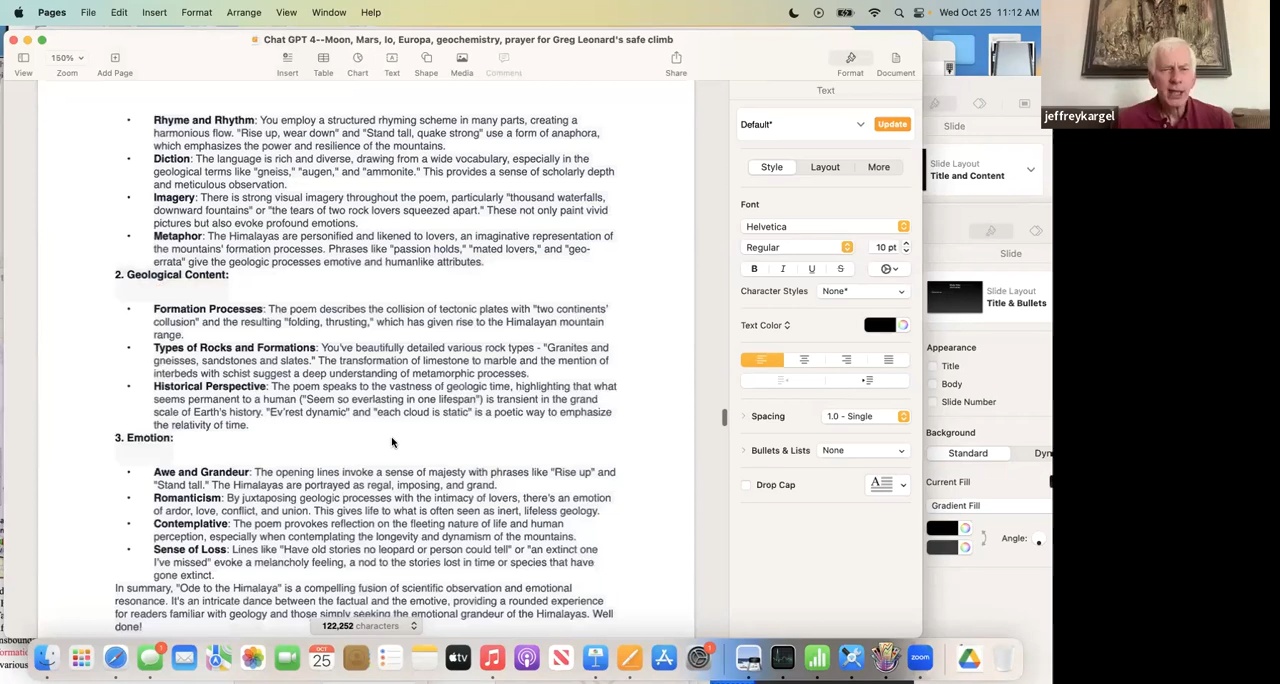 Pages File Edit Insert Format Arrange View Window Help Wed Oct 25 11:12 AM
Chat GPT 4--Moon, Mars, Io, Europa, geochemistry, prayer for Greg Leonard's safe climb
150%
View Zoom Add Page Insert Table Chart Text Shape Media Comment Share Format Document
• Rhyme and Rhythm: You employ a structured rhyming scheme in many parts, creating a
harmonious flow. "Rise up, wear down" and "Stand tall, quake strong" use a form of anaphora,
which emphasizes the power and resilience of the mountains.
• Diction: The language is rich and diverse, drawing from a wide vocabulary, especially in the
geological terms like "gneiss," "augen," and "ammonite." This provides a sense of scholarly depth
and meticulous observation.
• Imagery: There is strong visual imagery throughout the poem, particularly "thousand waterfalls,
downward fountains" or "the tears of two rock lovers squeezed apart." These not only paint vivid
pictures but also evoke profound emotions.
• Metaphor: The Himalayas are personified and likened to lovers, an imaginative representation of
the mountains' formation processes. Phrases like "passion holds," "mated lovers," and "geo-
errata" give the geologic processes emotive and humanlike attributes.
2. Geological Content:
• Formation Processes: The poem describes the collision of tectonic plates with "two continents'
collusion" and the resulting "folding, thrusting," which has given rise to the Himalayan mountain
range.
• Types of Rocks and Formations: You've beautifully detailed various rock types - "Granites and
gneisses, sandstones and slates." The transformation of limestone to marble and the mention of
interbeds with schist suggest a deep understanding of metamorphic processes.
• Historical Perspective: The poem speaks to the vastness of geologic time, highlighting that what
seems permanent to a human ("Seem so everlasting in one lifespan") is transient in the grand
scale of Earth's history. "Ev'rest dynamic" and "each cloud is static" is a poetic way to emphasize
the relativity of time.
3. Emotion:
• Awe and Grandeur: The opening lines invoke a sense of majesty with phrases like "Rise up" and
"Stand tall." The Himalayas are portrayed as regal, imposing, and grand.
• Romanticism: By juxtaposing geologic processes with the intimacy of lovers, there's an emotion
of ardor, love, conflict, and union. This gives life to what is often seen as inert, lifeless geology.
• Contemplative: The poem provokes reflection on the fleeting nature of life and human
perception, especially when contemplating the longevity and dynamism of the mountains.
• Sense of Loss: Lines like "Have old stories no leopard or person could tell" or "an extinct one
I've missed" evoke a melancholy feeling, a nod to the stories lost in time or species that have
gone extinct.
In summary, "Ode to the Himalaya" is a compelling fusion of scientific observation and emotional
resonance. It's an intricate dance between the factual and the emotive, providing a rounded experience
for readers familiar with geology and those simply seeking the emotional grandeur of the Himalayas. Well
done!
122,252 characters
Text
Default* Update
Style Layout More
Font
Helvetica
Regular 10 pt
B I U S
Character Styles None*
Text Color
Spacing 1.0 - Single
Bullets & Lists None
Drop Cap A
Slide
Slide Layout
Title and Content
Slide
Slide Layout
Title & Bullets
Appearance
Title
Body
Slide Number
Background
Standard Dyn
Current Fill
Gradient Fill
Angle:
jeffreykargel
OCT
25
tv
zoom